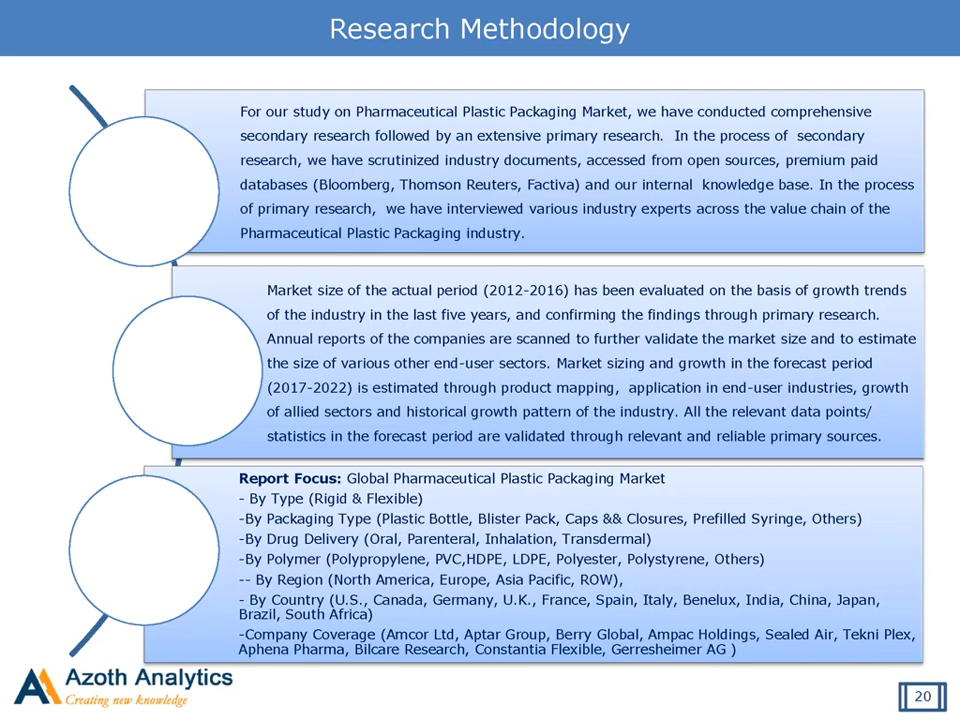 Research Methodology
For our study on Pharmaceutical Plastic Packaging Market, we have conducted comprehensive
secondary research followed by an extensive primary research.  In the process of  secondary
research, we have scrutinized industry documents, accessed from open sources, premium paid
databases (Bloomberg, Thomson Reuters, Factiva) and our internal  knowledge base. In the process
of primary research,  we have interviewed various industry experts across the value chain of the
Pharmaceutical Plastic Packaging industry.
Market size of the actual period (2012-2016) has been evaluated on the basis of growth trends
of the industry in the last five years, and confirming the findings through primary research.
Annual reports of the companies are scanned to further validate the market size and to estimate
the size of various other end-user sectors. Market sizing and growth in the forecast period
(2017-2022) is estimated through product mapping,  application in end-user industries, growth
of allied sectors and historical growth pattern of the industry. All the relevant data points/
statistics in the forecast period are validated through relevant and reliable primary sources.
Report Focus: Global Pharmaceutical Plastic Packaging Market
- By Type (Rigid & Flexible)
-By Packaging Type (Plastic Bottle, Blister Pack, Caps && Closures, Prefilled Syringe, Others)
-By Drug Delivery (Oral, Parenteral, Inhalation, Transdermal)
-By Polymer (Polypropylene, PVC,HDPE, LDPE, Polyester, Polystyrene, Others)
-- By Region (North America, Europe, Asia Pacific, ROW),
- By Country (U.S., Canada, Germany, U.K., France, Spain, Italy, Benelux, India, China, Japan,
Brazil, South Africa)
-Company Coverage (Amcor Ltd, Aptar Group, Berry Global, Ampac Holdings, Sealed Air, Tekni Plex,
Aphena Pharma, Bilcare Research, Constantia Flexible, Gerresheimer AG )
Azoth Analytics
Creating new knowledge
20